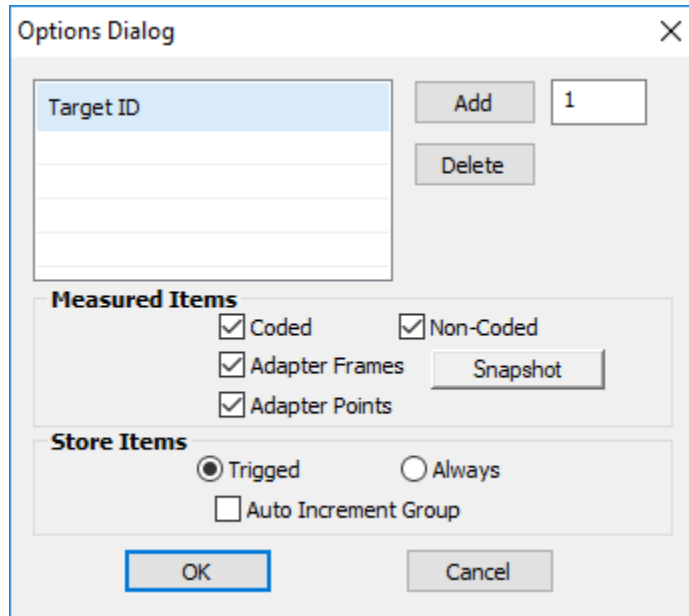 Options Dialog
Target ID
Add 1
Delete
Measured Items
Coded Non-Coded
Adapter Frames Snapshot
Adapter Points
Store Items
Trigged Always
Auto Increment Group
OK Cancel